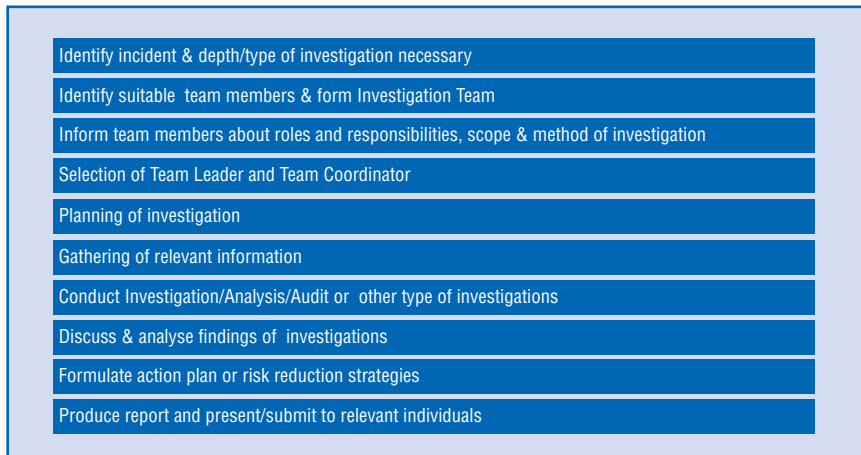 Identify incident & depth/type of investigation necessary
Identify suitable team members & form Investigation Team
Inform team members about roles and responsibilities, scope & method of investigation
Selection of Team Leader and Team Coordinator
Planning of investigation
Gathering of relevant information
Conduct Investigation/Analysis/Audit or other type of investigations
Discuss & analyse findings of investigations
Formulate action plan or risk reduction strategies
Produce report and present/submit to relevant individuals